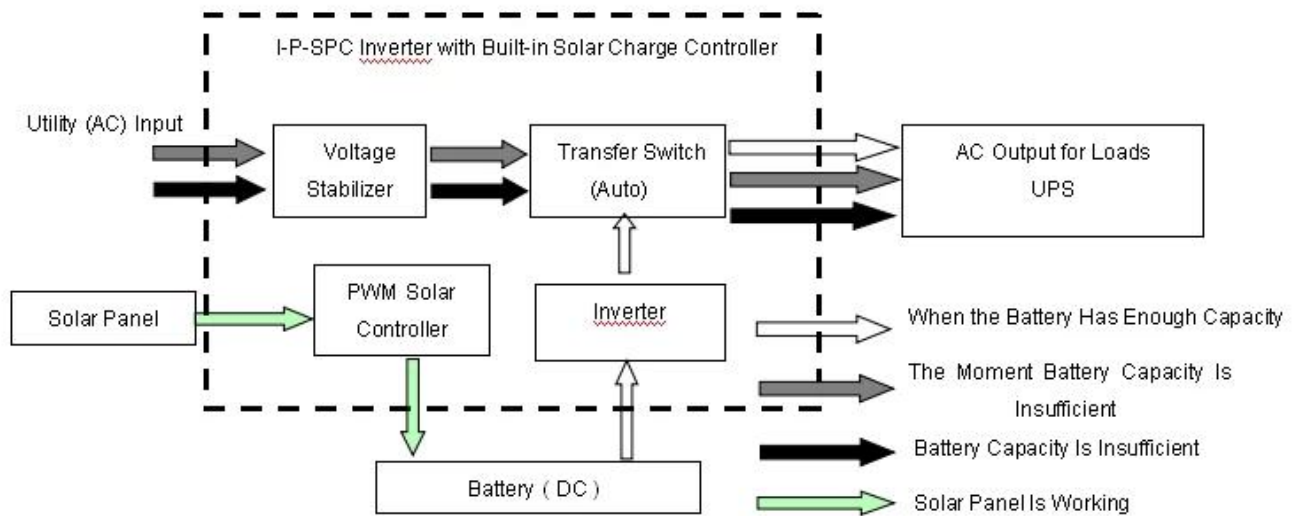 I-P-SPC Inverter with Built-in Solar Charge Controller
Utility (AC) Input
Voltage
Stabilizer
Transfer Switch
(Auto)
AC Output for Loads
UPS
Solar Panel
PWM Solar
Controller
Inverter
Battery ( DC )
When the Battery Has Enough Capacity
The Moment Battery Capacity Is
Insufficient
Battery Capacity Is Insufficient
Solar Panel Is Working